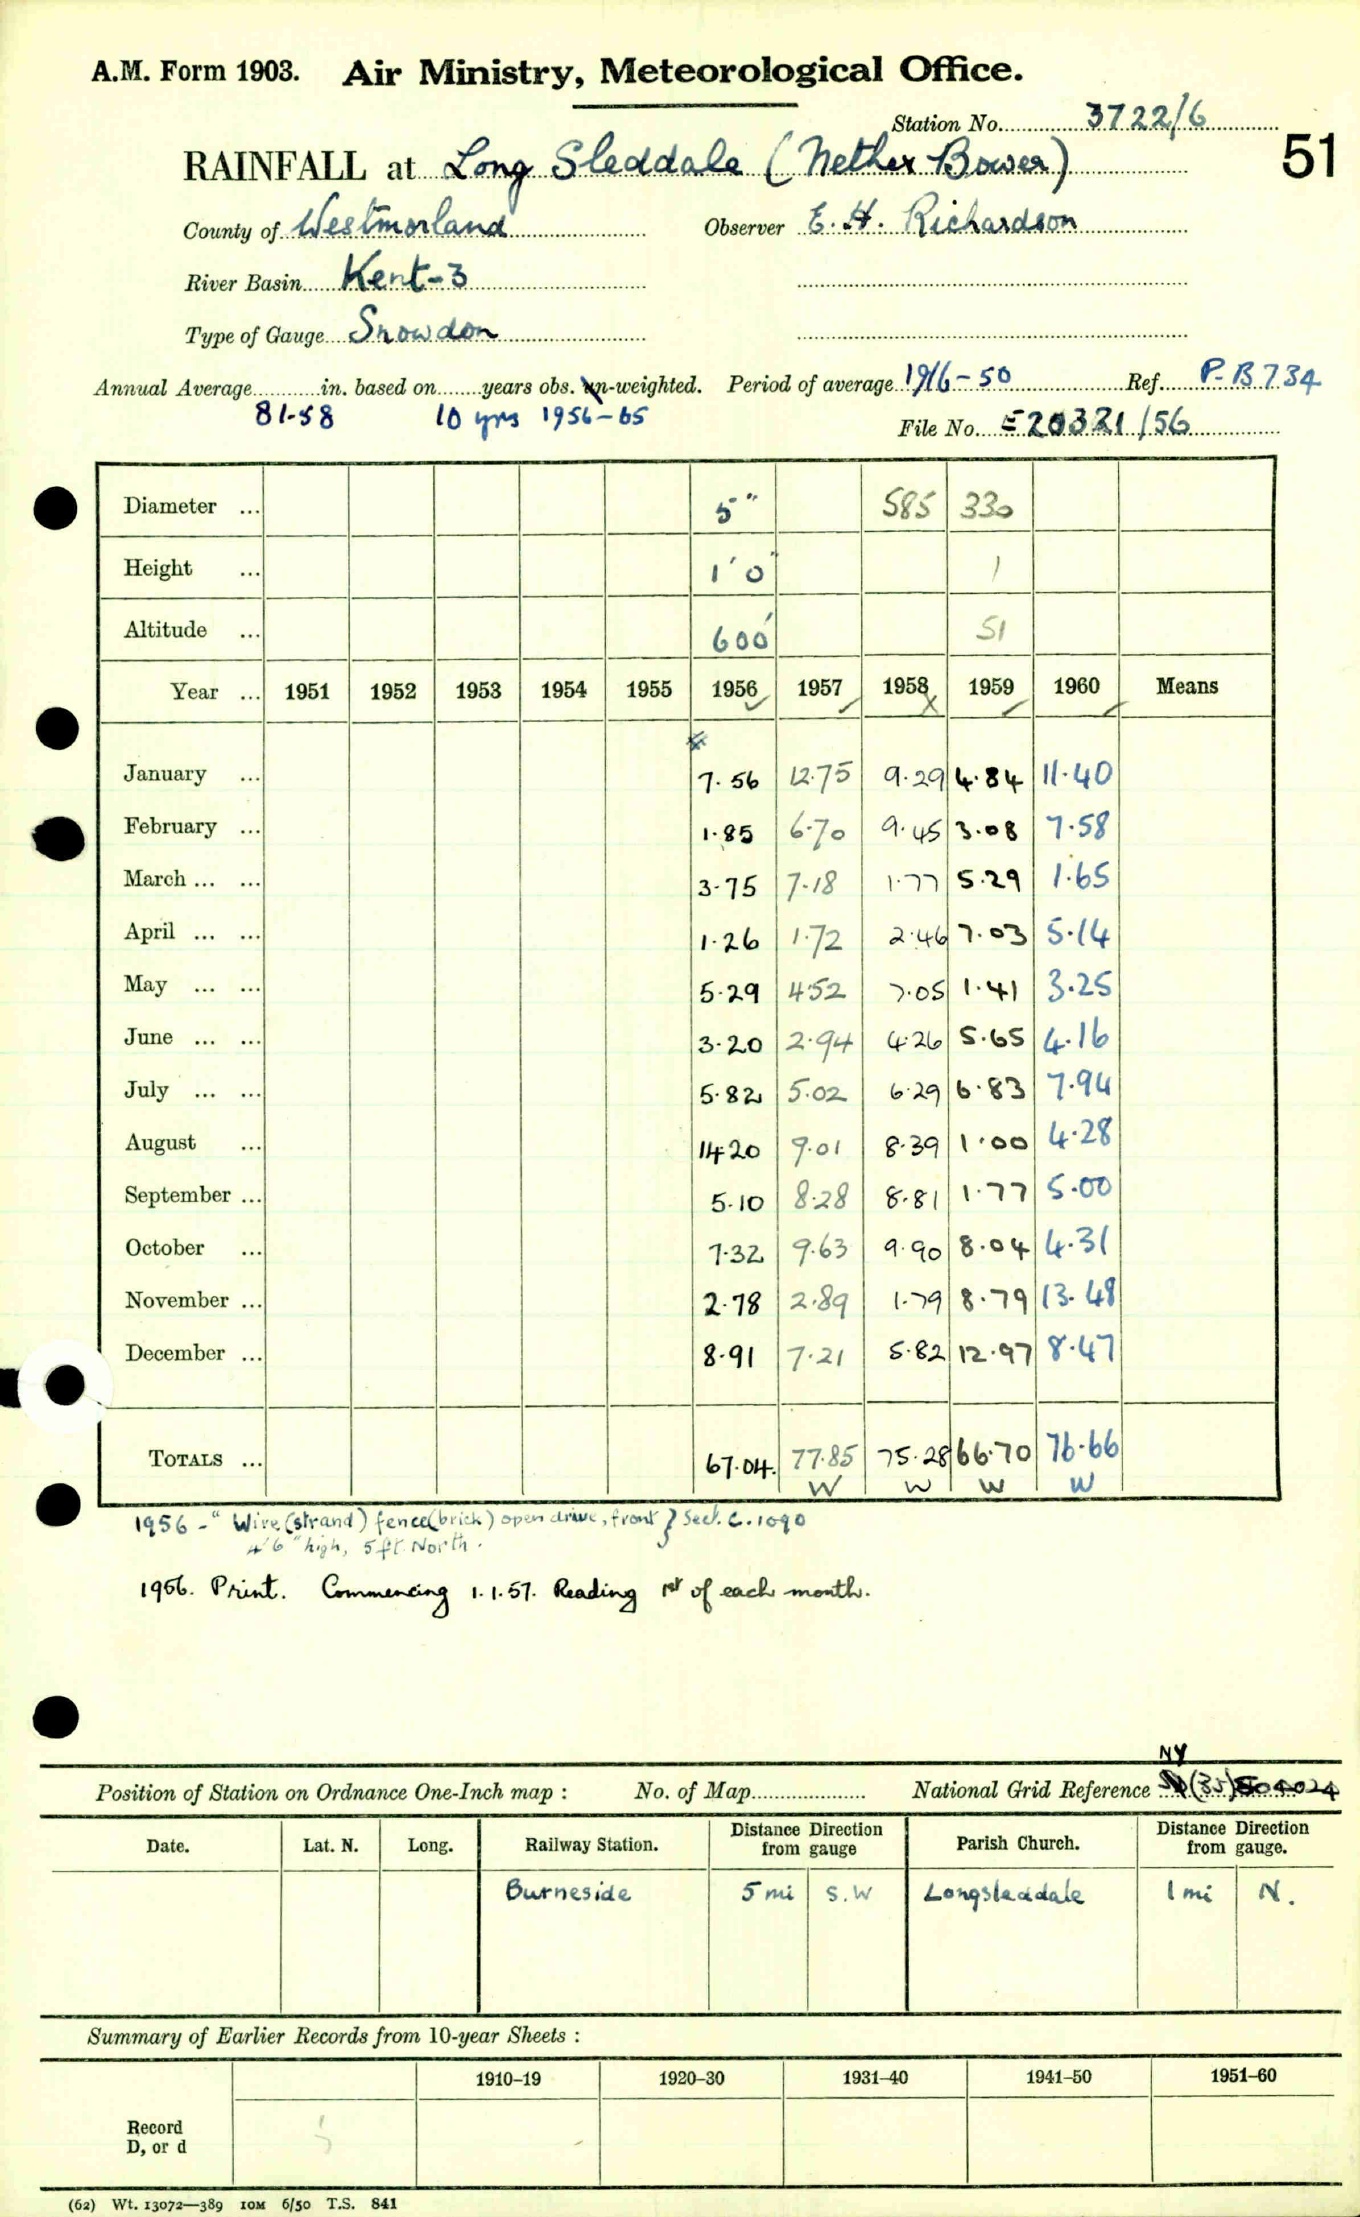 A.M. Form 1903. Air Ministry, Meteorological Office.
Station No. 3722/6
51
RAINFALL at Long Sleddale (Nether Bower)
County of Westmorland Observer E. H. Richardson
River Basin Kent-3
Type of Gauge Snowdon
Annual Average in. based on years obs. un-weighted. Period of average 1916-50 Ref. P-B734
81.58 10 yrs 1956-65
File No. E20321/56
Diameter ... 5" 585 330
Height ... 1' 0" 1
Altitude ... 600' 51
Year ... 1951 1952 1953 1954 1955 1956 1957 1958 1959 1960 Means
January ... 7.56 12.75 9.29 4.84 11.40
February ... 1.85 6.70 9.45 3.08 7.58
March ... ... 3.75 7.18 1.77 5.29 1.65
April ... ... 1.26 1.72 2.46 7.03 5.14
May ... ... 5.29 4.52 7.05 1.41 3.25
June ... ... 3.20 2.94 4.26 5.65 4.16
July ... ... 5.82 5.02 6.29 6.83 7.94
August ... 14.20 9.01 8.39 1.00 4.28
September ... 5.10 8.28 8.81 1.77 5.00
October ... 7.32 9.63 9.90 8.04 4.31
November ... 2.78 2.89 1.79 8.79 13.48
December ... 8.91 7.21 5.82 12.97 8.47
TOTALS ... 67.04. 77.85 75.28 66.70 76.66
W W W W
1956 - " Wire (strand) fence (brick) open drive, front } Sect. C. 1090
4'6" high, 5 ft North.
1956. Print. Commencing 1.1.57. Reading 1st of each month.
NY
Position of Station on Ordnance One-Inch map : No. of Map National Grid Reference (35) 504024
Date. Lat. N. Long. Railway Station. Distance from Direction gauge Parish Church. Distance from Direction gauge.
Burneside 5 mi S.W Longsleddale 1 mi N.
Summary of Earlier Records from 10-year Sheets :
1910–19 1920–30 1931–40 1941–50 1951–60
Record
D, or d
(62) Wt. 13072—389 10M 6/50 T.S. 841